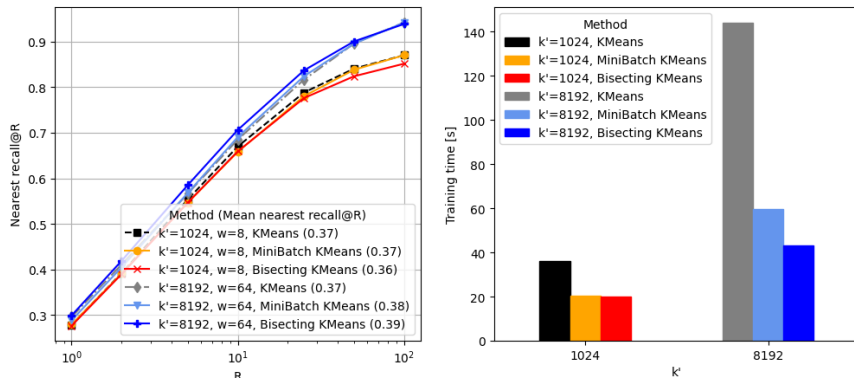 0.9
0.8
0.7
0.6
0.5
0.4
0.3
Nearest recall@R
Method (Mean nearest recall@R)
k'=1024, w=8, KMeans (0.37)
k'=1024, w=8, MiniBatch KMeans (0.37)
k'=1024, w=8, Bisecting KMeans (0.36)
k'=8192, w=64, KMeans (0.37)
k'=8192, w=64, MiniBatch KMeans (0.38)
k'=8192, w=64, Bisecting KMeans (0.39)
10⁰
10¹
10²
R
140
120
100
80
60
40
20
0
Training time [s]
Method
k'=1024, KMeans
k'=1024, MiniBatch KMeans
k'=1024, Bisecting KMeans
k'=8192, KMeans
k'=8192, MiniBatch KMeans
k'=8192, Bisecting KMeans
1024
8192
k'